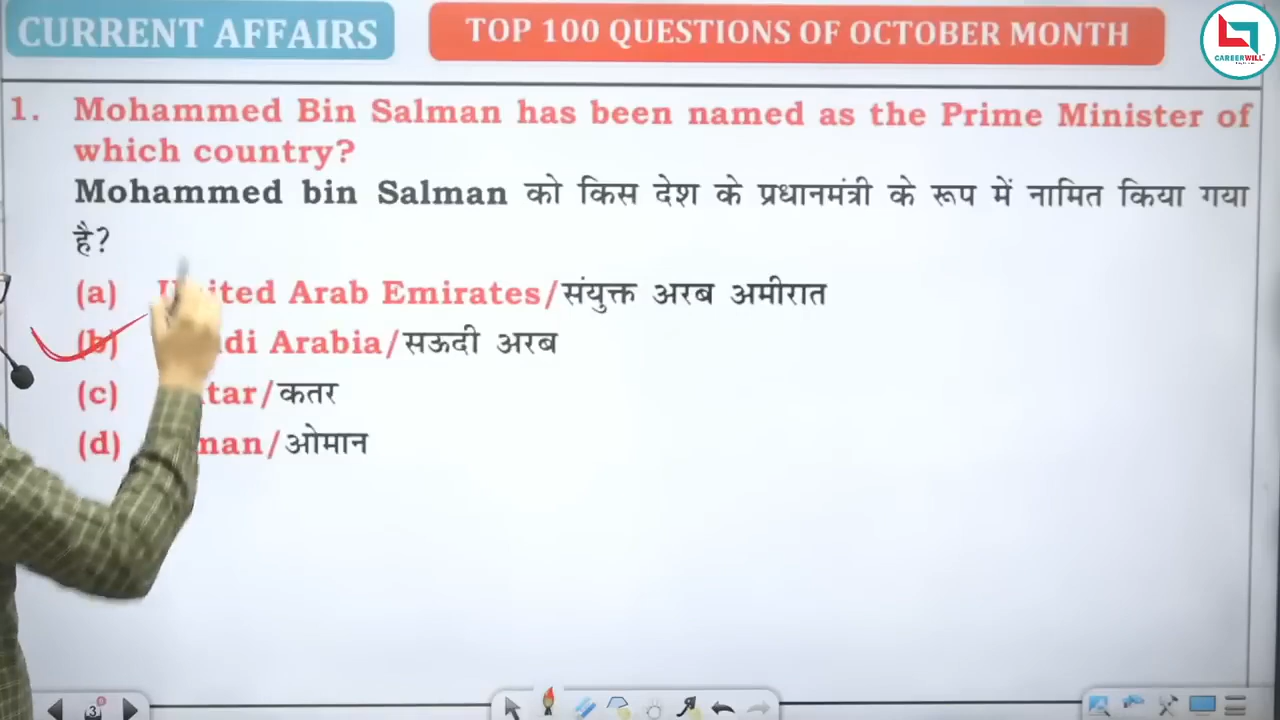 CURRENT AFFAIRS
TOP 100 QUESTIONS OF OCTOBER MONTH
CAREERWILL
1. Mohammed Bin Salman has been named as the Prime Minister of
which country?
Mohammed bin Salman को किस देश के प्रधानमंत्री के रूप में नामित किया गया
है?
(a) United Arab Emirates/संयुक्त अरब अमीरात
(b) di Arabia/सऊदी अरब
(c) tar/कतर
(d) man/ओमान
3